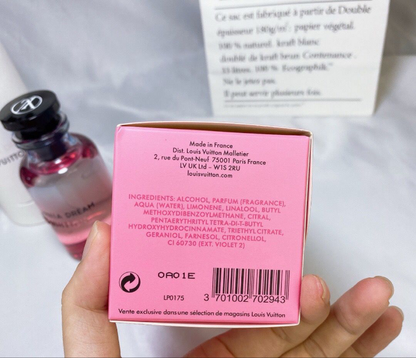 Ce sac est fabriqué à partir de Double
épaisseur 180g/m² : papier végétal.
100 % naturel. kraft blanc
doublé de kraft brun Contenance .
33 litres. 100 % Écographik."
Ne le jetez pas.
Il peut servir plusieurs fois.
DREAM
Made in France
Dist. Louis Vuitton Malletier
2, rue du Pont-Neuf 75001 Paris France
LV UK Ltd – W1S 2RU
louisvuitton.com
INGREDIENTS: ALCOHOL, PARFUM (FRAGRANCE),
AQUA (WATER), LIMONENE, LINALOOL, BUTYL
METHOXYDIBENZOYLMETHANE, CITRAL,
PENTAERYTHRITYL TETRA-DI-T-BUTYL
HYDROXYHYDROCINNAMATE, TRIETHYL CITRATE,
GERANIOL, FARNESOL, CITRONELLOL,
CI 60730 (EXT. VIOLET 2)
0A01E
LP0175
3 701002 702943
Vente exclusive dans une sélection de magasins Louis Vuitton